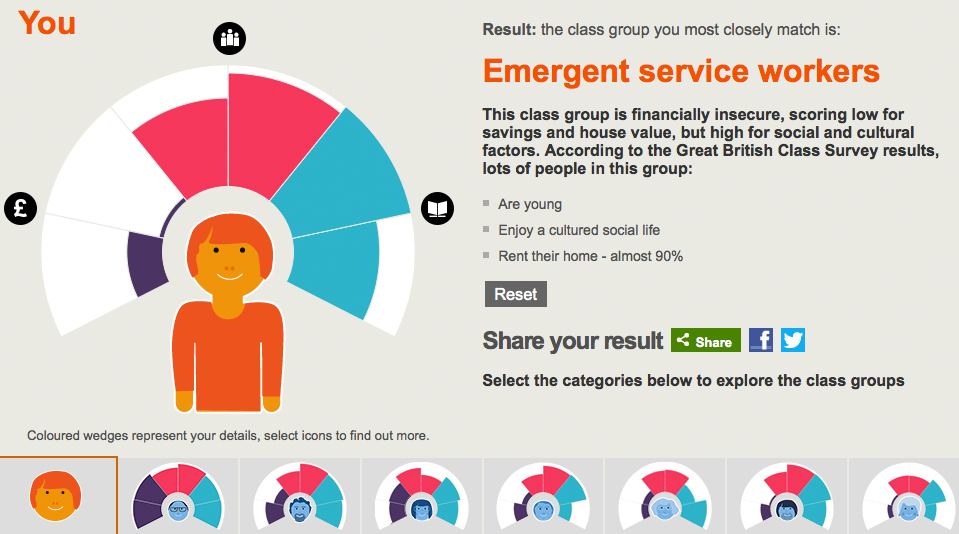 You
Result: the class group you most closely match is:
Emergent service workers
This class group is financially insecure, scoring low for
savings and house value, but high for social and cultural
factors. According to the Great British Class Survey results,
lots of people in this group:
Are young
Enjoy a cultured social life
Rent their home - almost 90%
Reset
Share your result
Share
Select the categories below to explore the class groups
£
Coloured wedges represent your details, select icons to find out more.